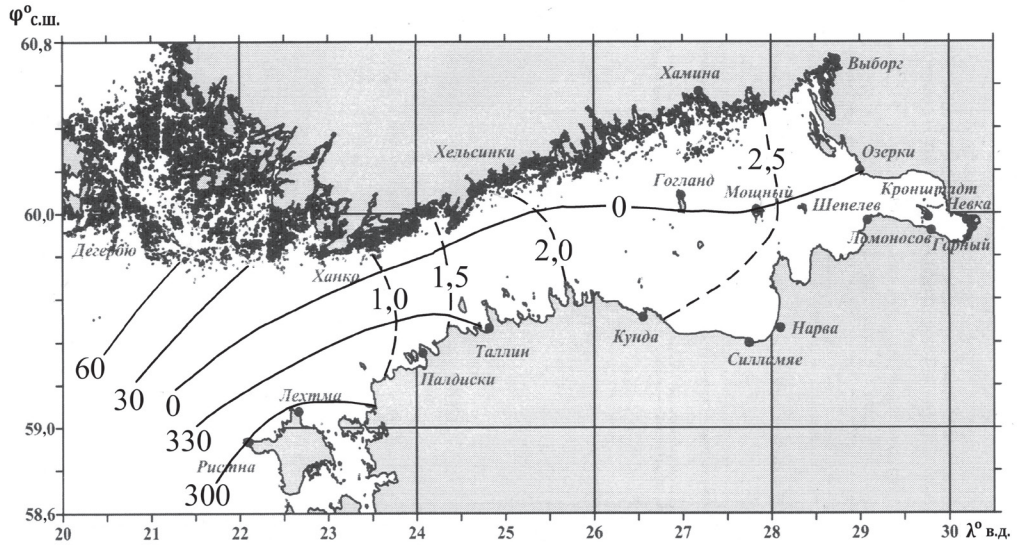 φ° с.ш.
60,8
Выборг
Хамина
Хельсинки
2,5
Озерки
Гогланд
Мощный
Кронштадт
60,0
0
Шепелев
Невка
Дегербю
Ломоносов
Горный
Ханко
2,0
1,5
1,0
Кунда
Нарва
Таллин
Силламяе
60
Палдиски
30
0
Лехтма
330
59,0
Ристна
300
58,6
20 21 22 23 24 25 26 27 28 29 30 λ° в.д.